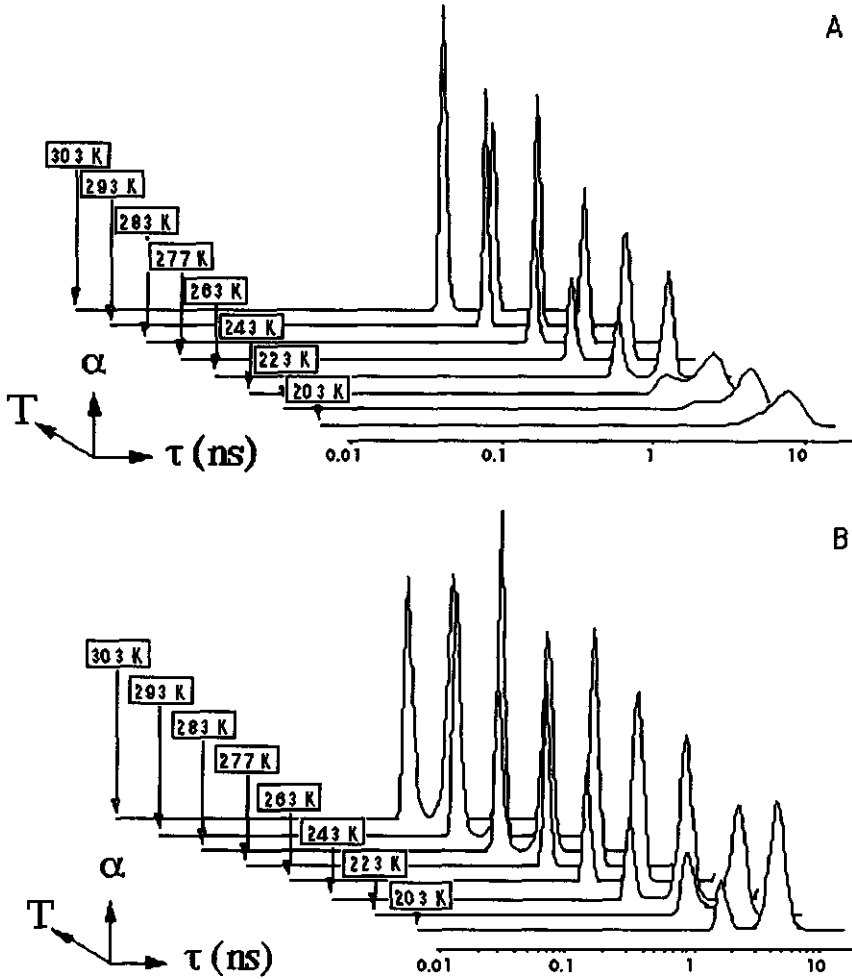 A
303 K
293 K
283 K
277 K
263 K
243 K
223 K
203 K
α
T
τ (ns)
0.01 0.1 1 10
B
303 K
293 K
283 K
277 K
263 K
243 K
223 K
203 K
α
T
τ (ns)
0.01 0.1 1 10